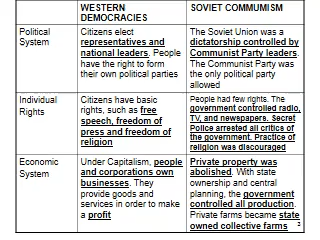 WESTERN DEMOCRACIES
SOVIET COMMUNISM
Political System
Citizens elect
representatives and
national leaders. People
have the right to form
their own political parties
The Soviet Union was a
dictatorship controlled by
Communist Party leaders.
The Communist Party was
the only political party
allowed
Individual Rights
Citizens have basic
rights, such as free
speech, freedom of
press and freedom of
religion
People had few rights. The
government controlled radio,
TV, and newspapers. Secret
Police arrested all critics of
the government. Practice of
religion was discouraged
Economic System
Under Capitalism, people
and corporations own
businesses. They
provide goods and
services in order to make
a profit
Private property was
abolished. With state
ownership and central
planning, the government
controlled all production.
Private farms became state
owned collective farms